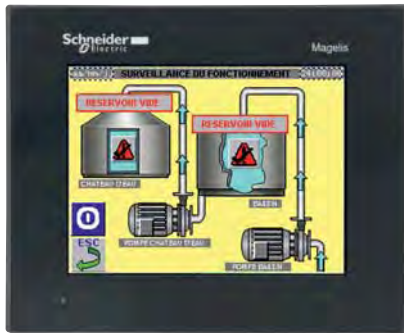 Schneider
Electric
Magelis
SURVEILLANCE DU FONCTIONNEMENT
RESERVOIR VIDE
RESERVOIR VIDE
CHATEAU D'EAU
BASSIN
ESC
POMPE CHATEAU D'EAU
POMPE BASSIN